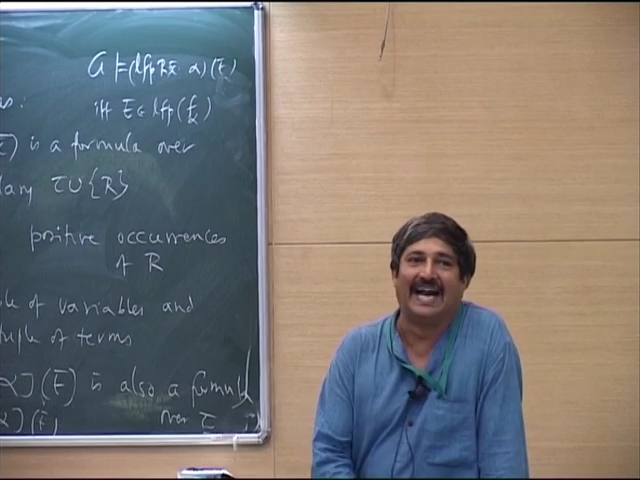 𝔄 ⊨ (lfp R x̄ α)(t̄)
iff t̄ ∈ lfp(f_α)
is a formula over
τ ∪ {R}
positive occurrences
of R
of variables and
tuple of terms
α](t̄) is also a formula
α](t̄) over τ